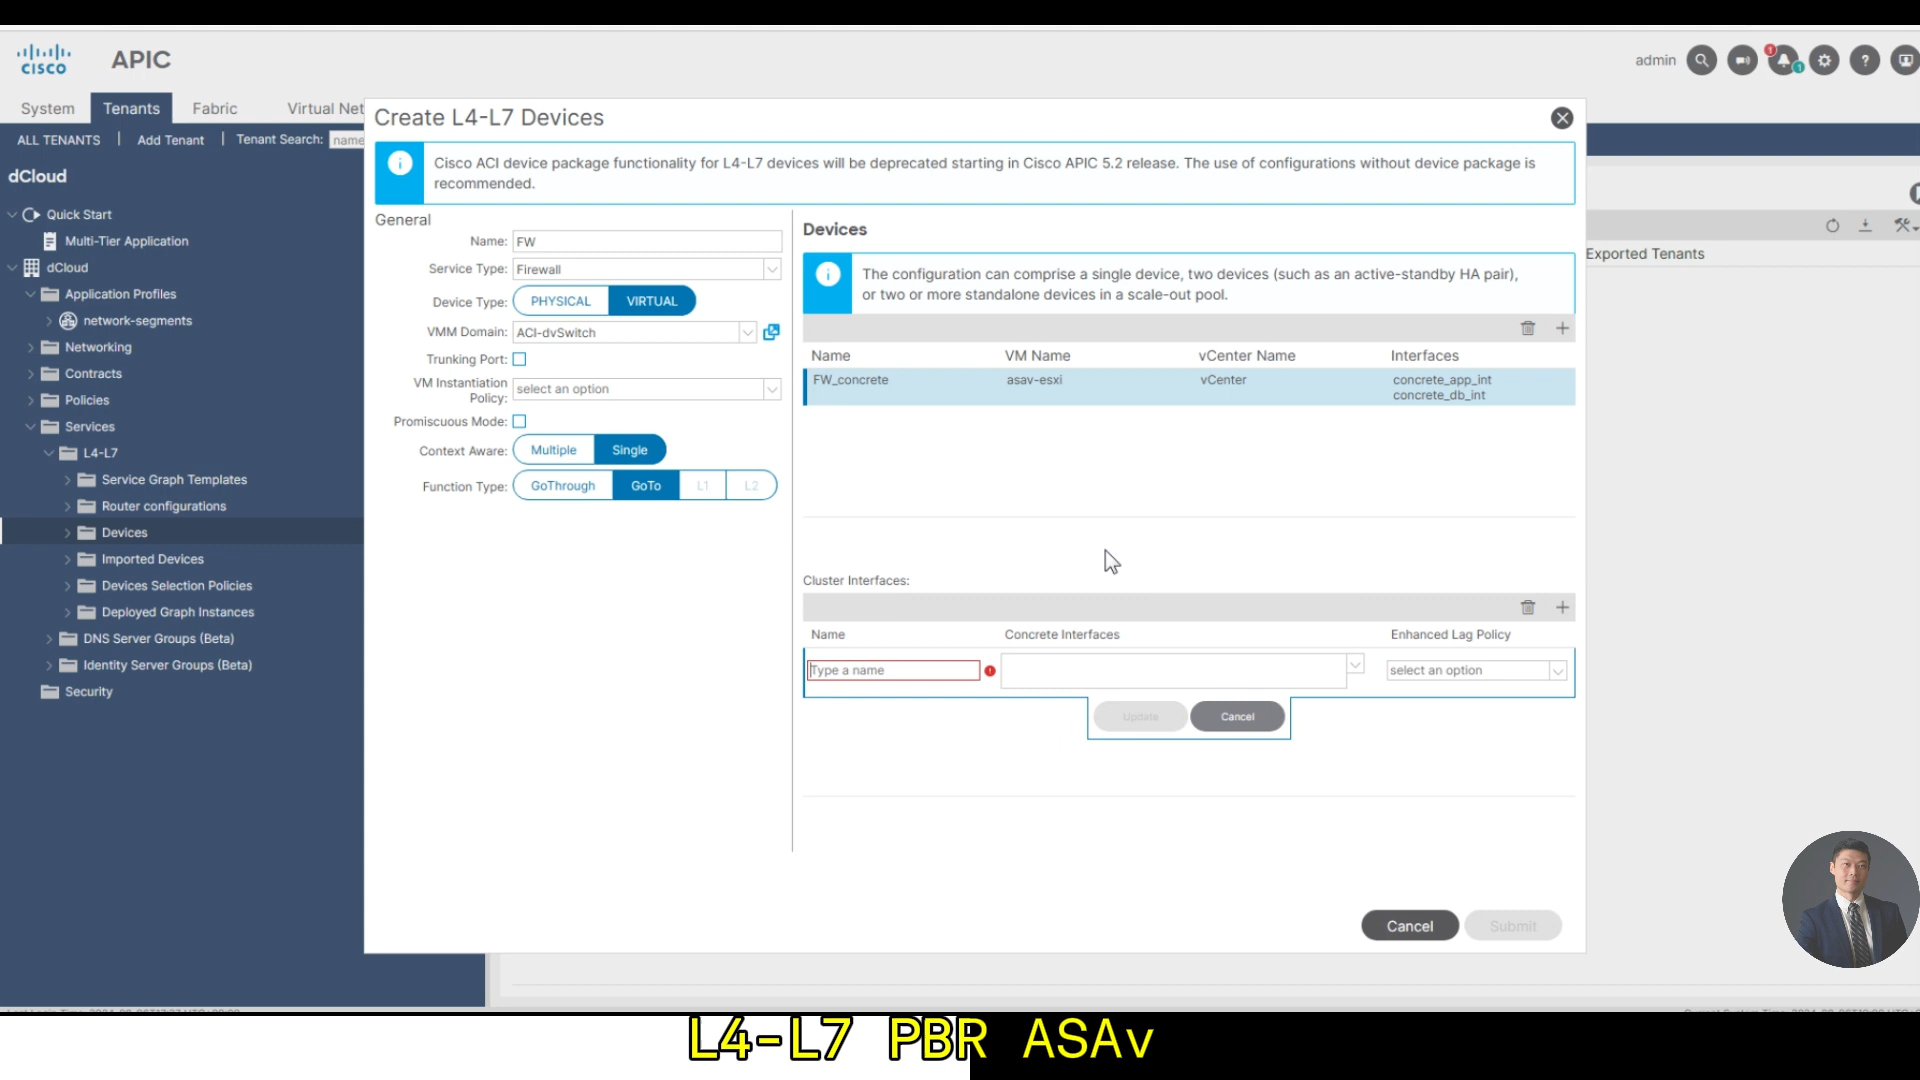 CISCO
APIC
admin
1
1
System
Tenants
Fabric
Virtual Net
ALL TENANTS
Add Tenant
Tenant Search:
name
dCloud
Quick Start
Multi-Tier Application
dCloud
Application Profiles
network-segments
Networking
Contracts
Policies
Services
L4-L7
Service Graph Templates
Router configurations
Devices
Imported Devices
Devices Selection Policies
Deployed Graph Instances
DNS Server Groups (Beta)
Identity Server Groups (Beta)
Security
Create L4-L7 Devices
Cisco ACI device package functionality for L4-L7 devices will be deprecated starting in Cisco APIC 5.2 release. The use of configurations without device package is
recommended.
General
Name: FW
Service Type: Firewall
Device Type: PHYSICAL VIRTUAL
VMM Domain: ACI-dvSwitch
Trunking Port:
VM Instantiation
Policy: select an option
Promiscuous Mode:
Context Aware: Multiple Single
Function Type: GoThrough GoTo L1 L2
Devices
The configuration can comprise a single device, two devices (such as an active-standby HA pair),
or two or more standalone devices in a scale-out pool.
Name VM Name vCenter Name Interfaces
FW_concrete asav-esxi vCenter concrete_app_int
concrete_db_int
Cluster Interfaces:
Name Concrete Interfaces Enhanced Lag Policy
Type a name select an option
Update Cancel
Cancel Submit
Exported Tenants
L4-L7 PBR ASAv